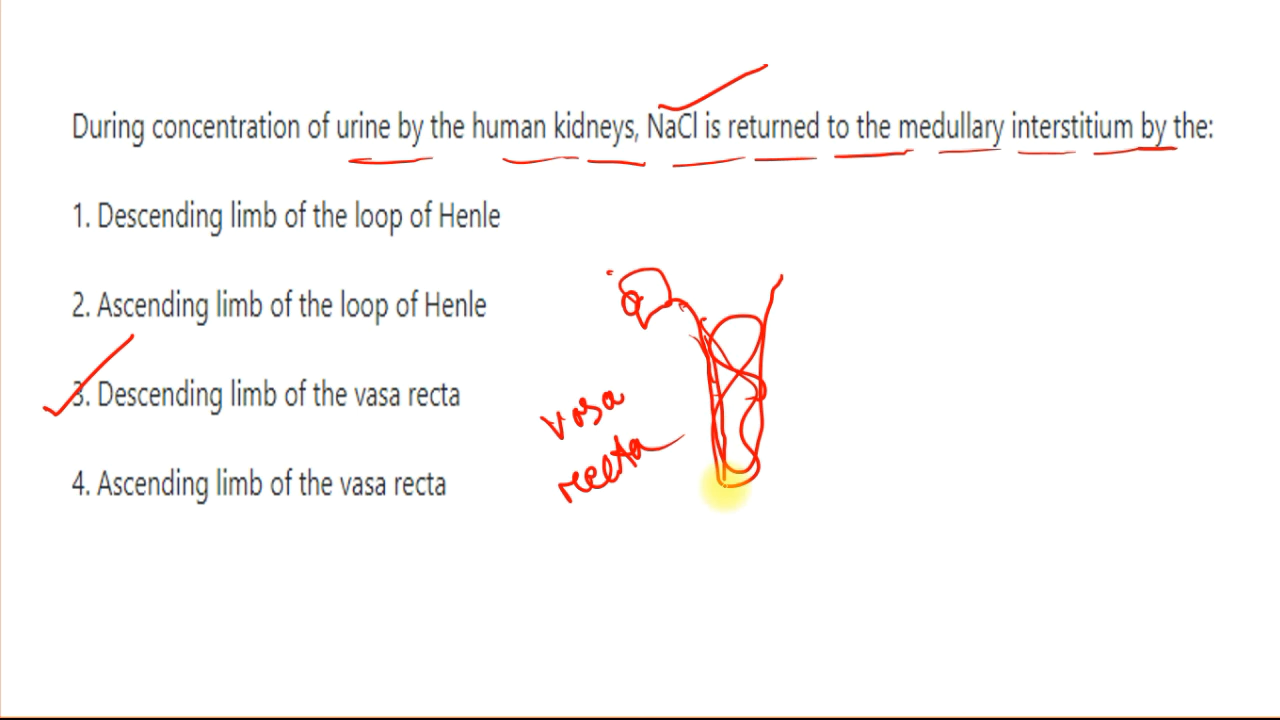 During concentration of urine by the human kidneys, NaCl is returned to the medullary interstitium by the:
1. Descending limb of the loop of Henle
2. Ascending limb of the loop of Henle
3. Descending limb of the vasa recta
4. Ascending limb of the vasa recta
vasa
recta